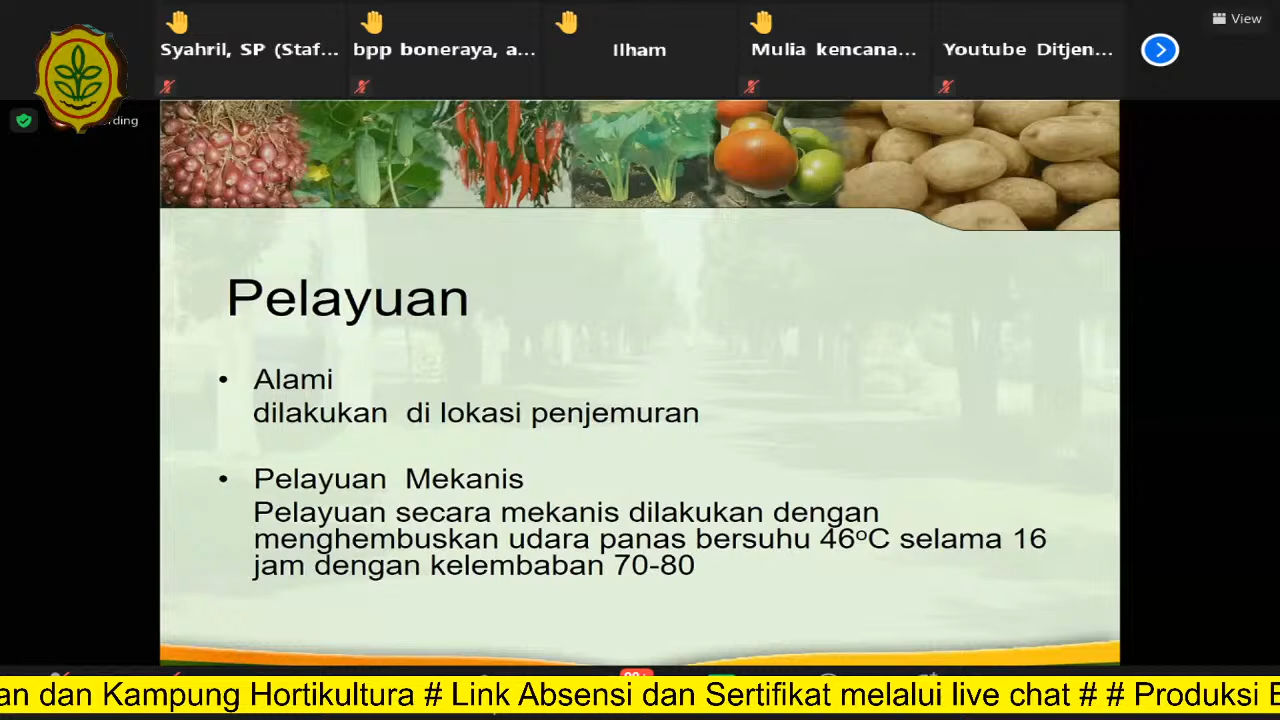 View
Syahril, SP (Staf...
bpp boneraya, a...
Ilham
Mulia kencana...
Youtube Ditjen...
Pelayuan
• Alami
dilakukan di lokasi penjemuran
• Pelayuan Mekanis
Pelayuan secara mekanis dilakukan dengan
menghembuskan udara panas bersuhu 46°C selama 16
jam dengan kelembaban 70-80
an dan Kampung Hortikultura # Link Absensi dan Sertifikat melalui live chat # # Produksi